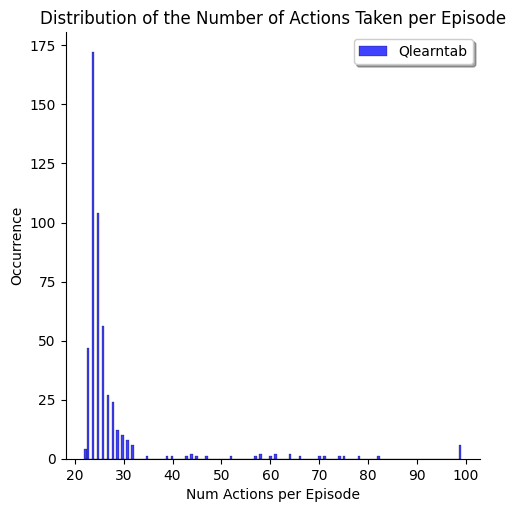 Distribution of the Number of Actions Taken per Episode
Qlearntab
175
150
125
100
75
50
25
0
Occurrence
20 30 40 50 60 70 80 90 100
Num Actions per Episode